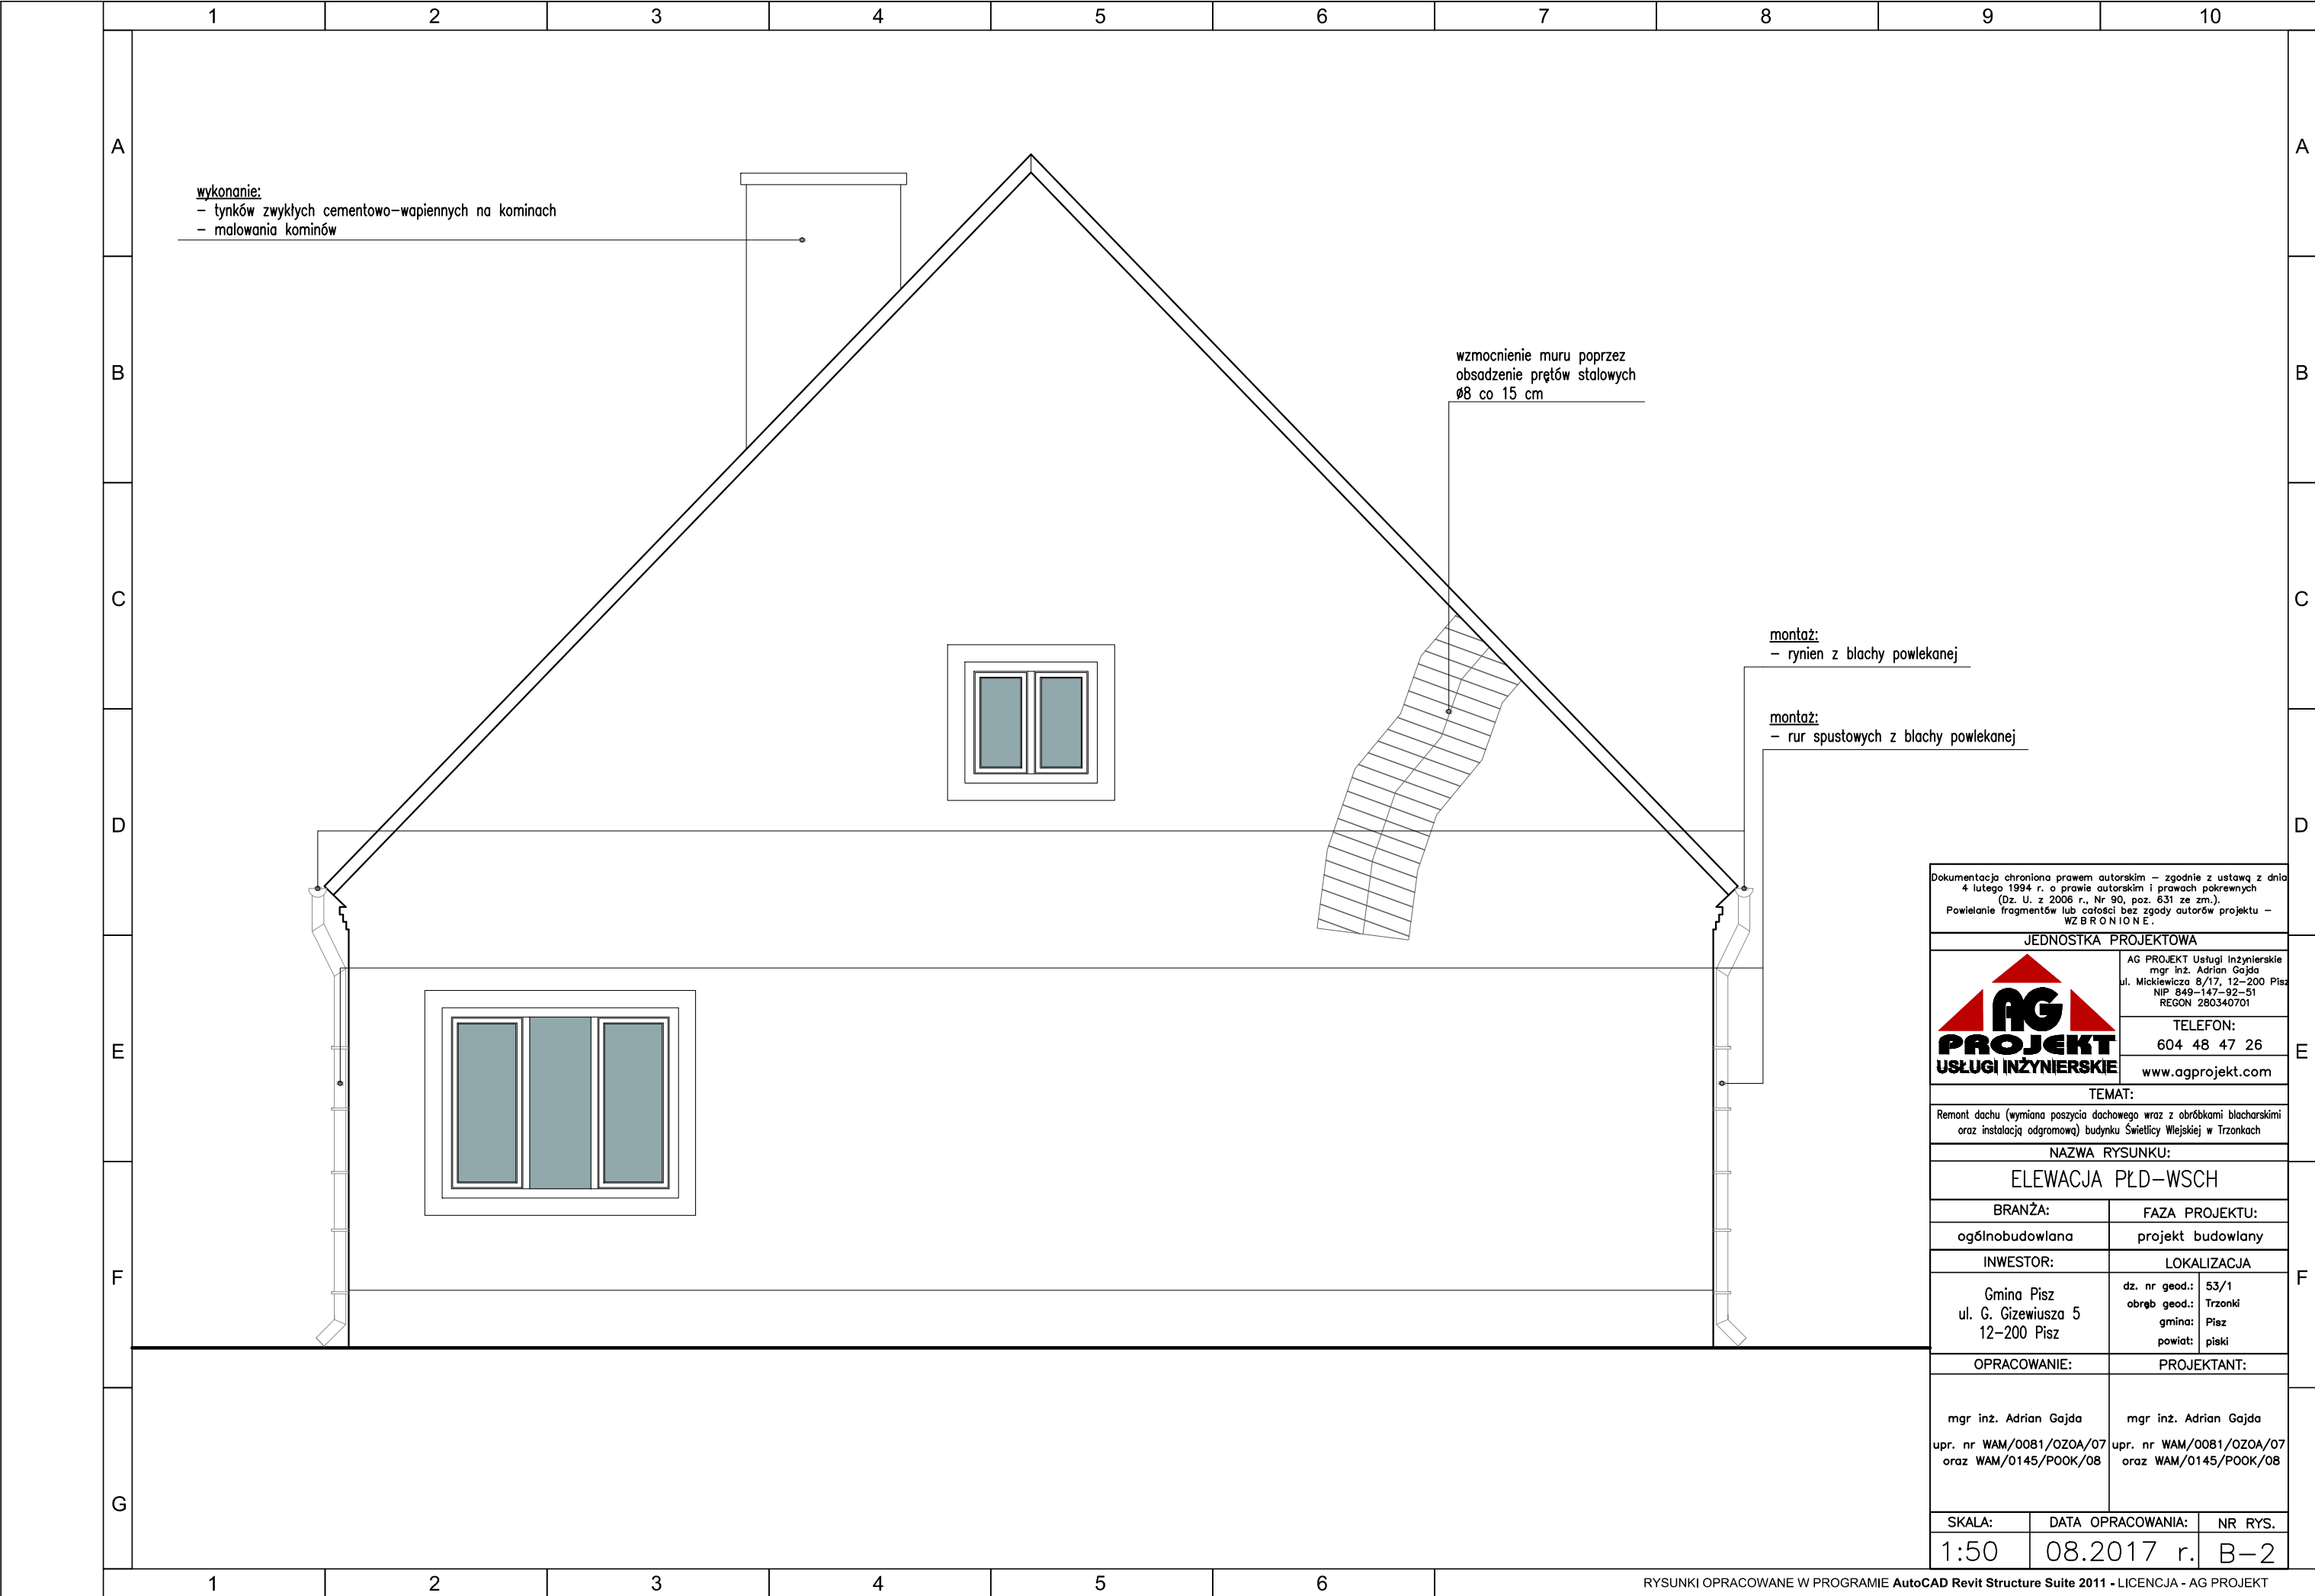 1 2 3 4 5 6 7 8 9 10
A A
wykonanie:
- tynków zwykłych cementowo-wapiennych na kominach
- malowania kominów
B B
wzmocnienie muru poprzez
obsadzenie prętów stalowych
ø8 co 15 cm
C C
montaż:
- rynien z blachy powlekanej
montaż:
- rur spustowych z blachy powlekanej
D D
Dokumentacja chroniona prawem autorskim - zgodnie z ustawą z dnia
4 lutego 1994 r. o prawie autorskim i prawach pokrewnych
(Dz. U. z 2006 r., Nr 90, poz. 631 ze zm.).
Powielanie fragmentów lub całości bez zgody autorów projektu -
WZBRONIONE.
JEDNOSTKA PROJEKTOWA
AG
PROJEKT
USŁUGI INŻYNIERSKIE
AG PROJEKT Usługi Inżynierskie
mgr inż. Adrian Gajda
ul. Mickiewicza 8/17, 12-200 Pisz
NIP 849-147-92-51
REGON 280340701
TELEFON:
604 48 47 26
www.agprojekt.com
E E
TEMAT:
Remont dachu (wymiana poszycia dachowego wraz z obróbkami blacharskimi
oraz instalacją odgromową) budynku Świetlicy Wiejskiej w Trzonkach
NAZWA RYSUNKU:
ELEWACJA PŁD-WSCH
BRANŻA: FAZA PROJEKTU:
ogólnobudowlana projekt budowlany
INWESTOR: LOKALIZACJA
F F
Gmina Pisz
ul. G. Gizewiusza 5
12-200 Pisz
dz. nr geod.: 53/1
obręb geod.: Trzonki
gmina: Pisz
powiat: piski
OPRACOWANIE: PROJEKTANT:
mgr inż. Adrian Gajda mgr inż. Adrian Gajda
upr. nr WAM/0081/OZOA/07 upr. nr WAM/0081/OZOA/07
oraz WAM/0145/POOK/08 oraz WAM/0145/POOK/08
G
SKALA: DATA OPRACOWANIA: NR RYS.
1:50 08.2017 r. B-2
1 2 3 4 5 6
RYSUNKI OPRACOWANE W PROGRAMIE AutoCAD Revit Structure Suite 2011 - LICENCJA - AG PROJEKT